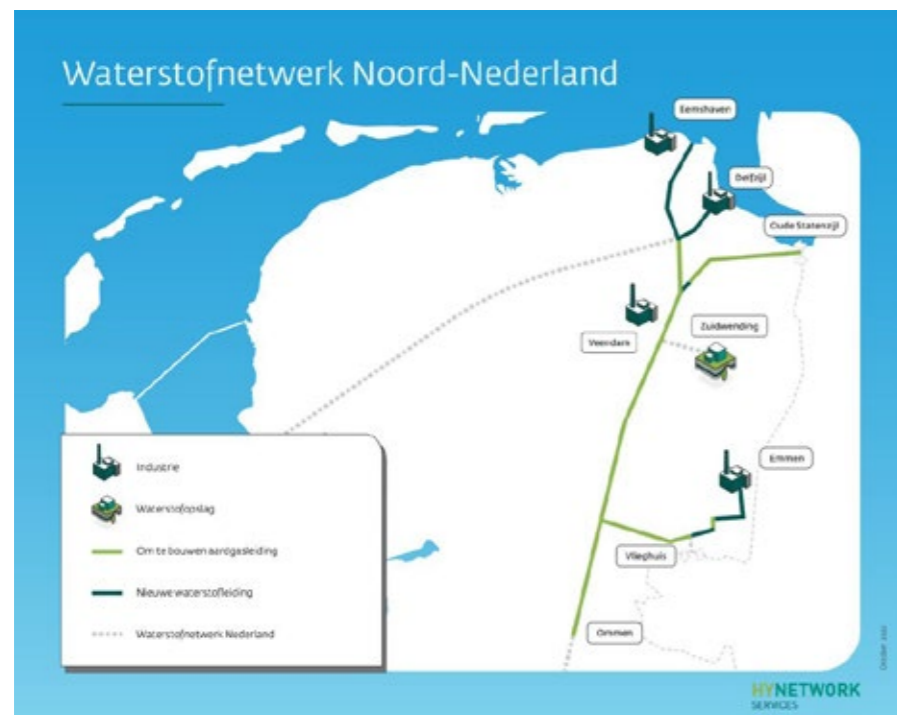 Waterstofnetwerk Noord-Nederland
Eemshaven
Delfzijl
Oude Statenzijl
Zuidwending
Veendam
Emmen
Vlieghuis
Ommen
Industrie
Waterstofopslag
Om te bouwen aardgasleiding
Nieuwe waterstofleiding
Waterstofnetwerk Nederland
HYNETWORK
SERVICES